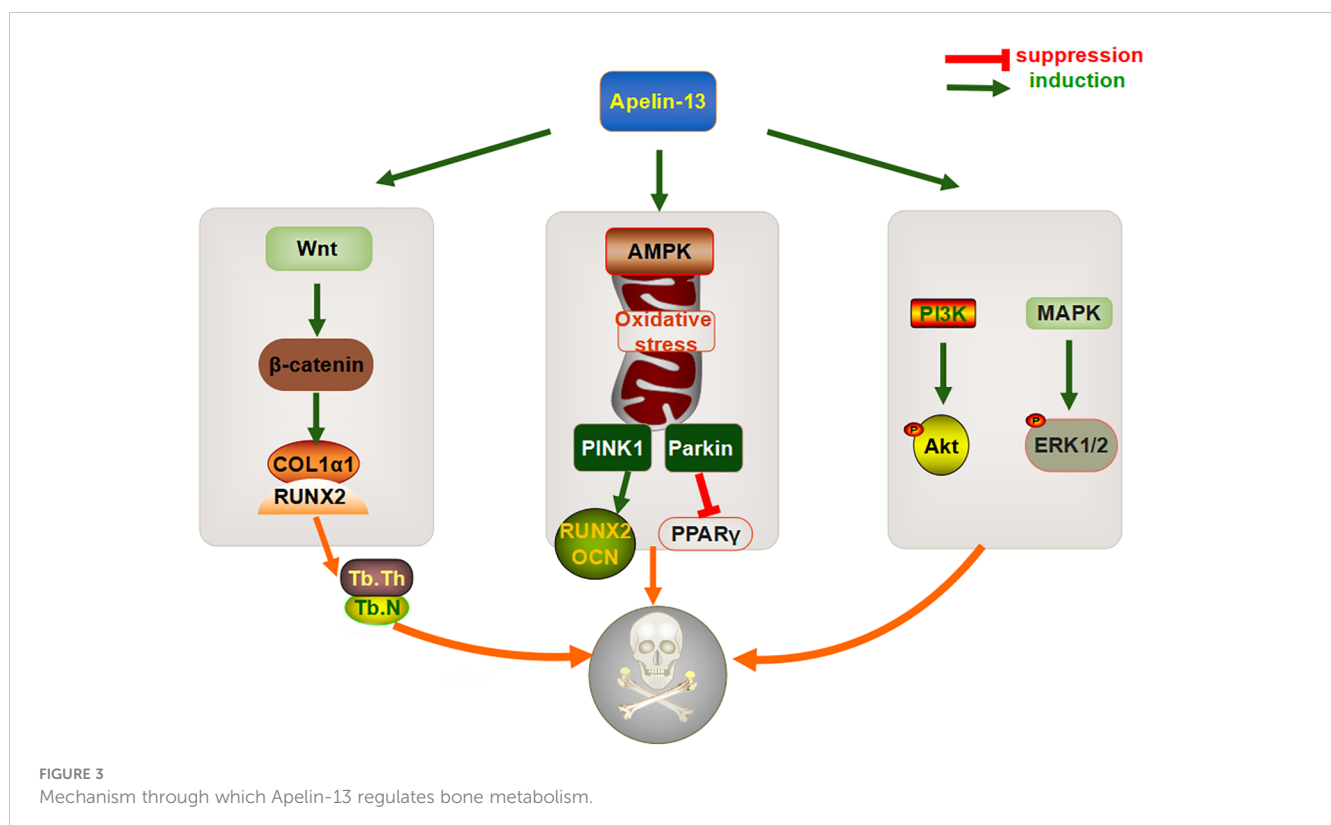 suppression
induction
Apelin-13
Wnt
β-catenin
COL1α1
RUNX2
Tb.Th
Tb.N
AMPK
Oxidative
stress
PINK1
Parkin
RUNX2
OCN
PPARγ
PI3K
MAPK
P
Akt
P
ERK1/2
FIGURE 3
Mechanism through which Apelin-13 regulates bone metabolism.